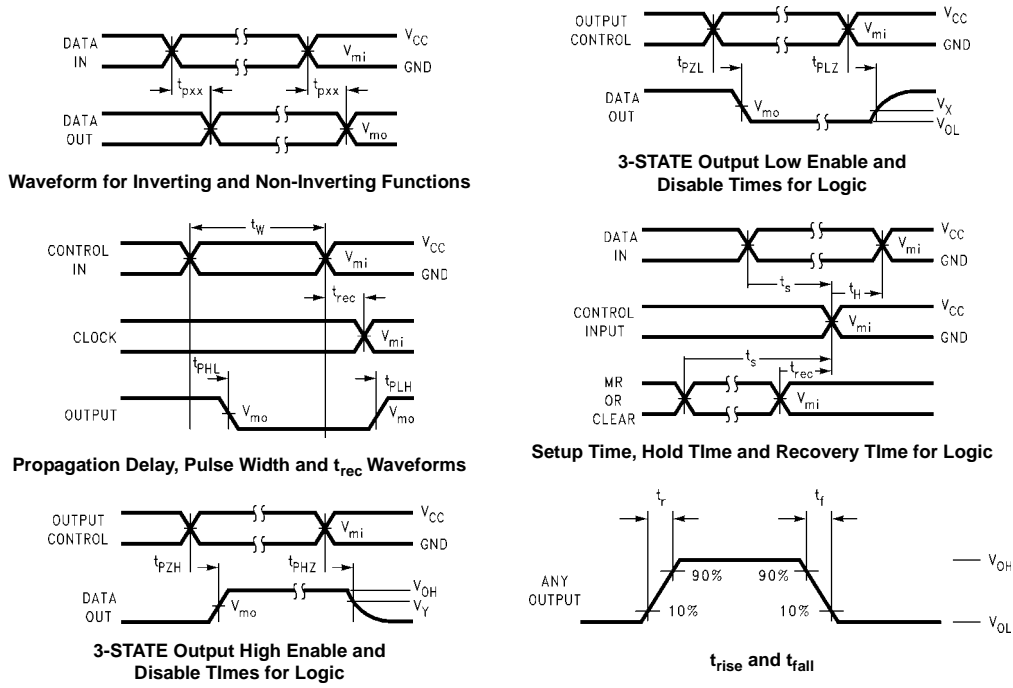 DATA IN
V_CC
V_mi
GND
t_pxx
t_pxx
DATA OUT
V_mo
Waveform for Inverting and Non-Inverting Functions
OUTPUT CONTROL
V_CC
V_mi
GND
t_PZL
t_PLZ
DATA OUT
V_mo
V_X
V_OL
3-STATE Output Low Enable and
Disable Times for Logic
t_W
CONTROL IN
V_CC
V_mi
GND
t_rec
CLOCK
V_mi
t_PHL
t_PLH
OUTPUT
V_mo
V_mo
Propagation Delay, Pulse Width and t_rec Waveforms
DATA IN
V_CC
V_mi
GND
t_s
t_H
CONTROL INPUT
V_CC
V_mi
GND
t_s
t_rec
MR OR CLEAR
V_mi
Setup Time, Hold TIme and Recovery TIme for Logic
OUTPUT CONTROL
V_CC
V_mi
GND
t_PZH
t_PHZ
DATA OUT
V_mo
V_OH
V_Y
3-STATE Output High Enable and
Disable TImes for Logic
t_r
t_f
ANY OUTPUT
90%
90%
10%
10%
V_OH
V_OL
t_rise and t_fall